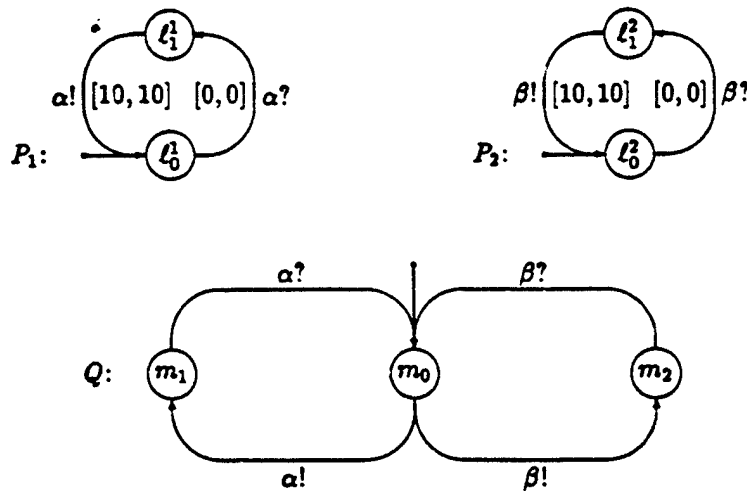 ℓ₁¹ ℓ₁²
α! [10,10] [0,0] α? β! [10,10] [0,0] β?
P₁: ℓ₀¹ P₂: ℓ₀²
α? β?
Q: m₁ m₀ m₂
α! β!